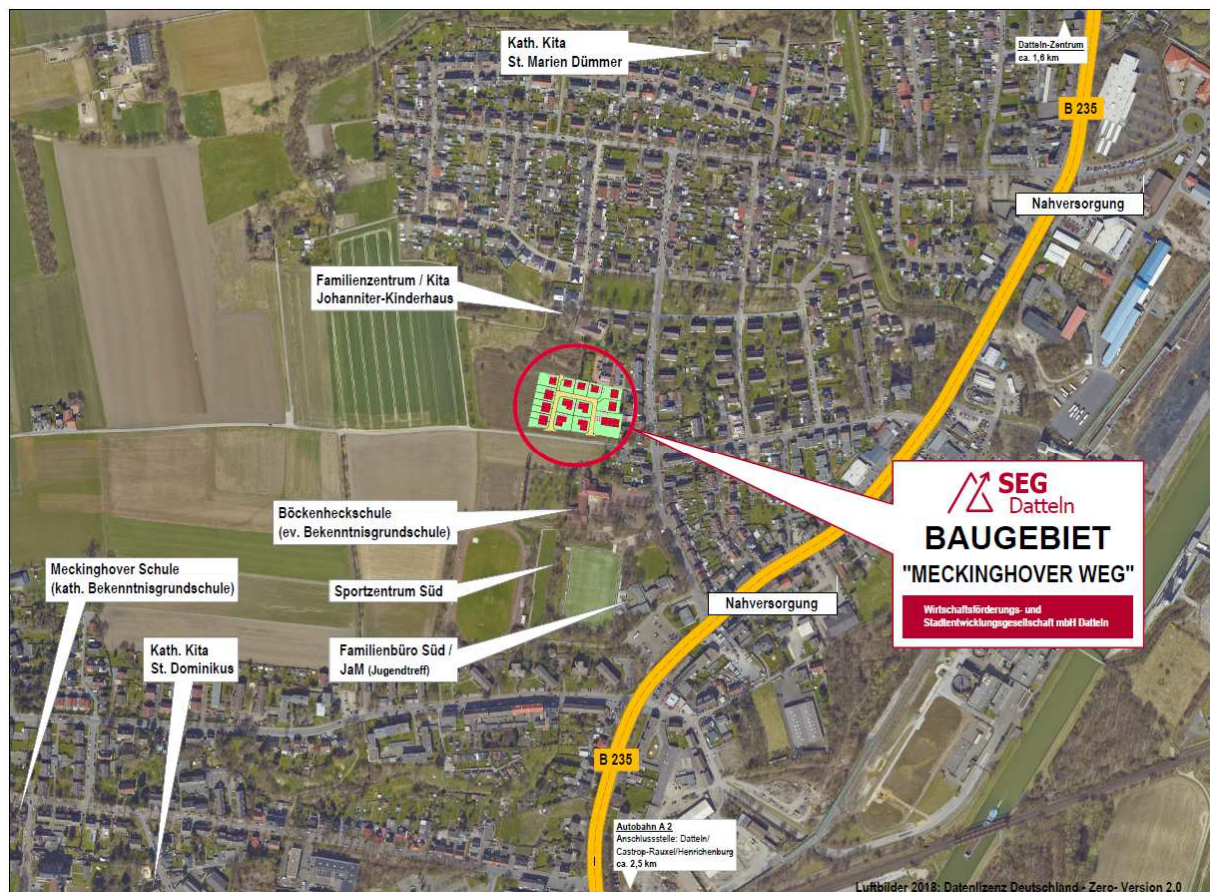 Kath. Kita
St. Marien Dümmer
Datteln-Zentrum
ca. 1,6 km
B 235
Nahversorgung
Familienzentrum / Kita
Johanniter-Kinderhaus
SEG
Datteln
BAUGEBIET
"MECKINGHOVER WEG"
Wirtschaftsförderungs- und
Stadtentwicklungsgesellschaft mbH Datteln
Böckenheckschule
(ev. Bekenntnisgrundschule)
Meckinghover Schule
(kath. Bekenntnisgrundschule)
Sportzentrum Süd
Nahversorgung
Kath. Kita
St. Dominikus
Familienbüro Süd /
JaM (Jugendtreff)
B 235
Autobahn A 2
Anschlussstelle: Datteln/
Castrop-Rauxel/Henrichenburg
ca. 2,5 km
Luftbilder 2018: Datenlizenz Deutschland - Zero- Version 2.0